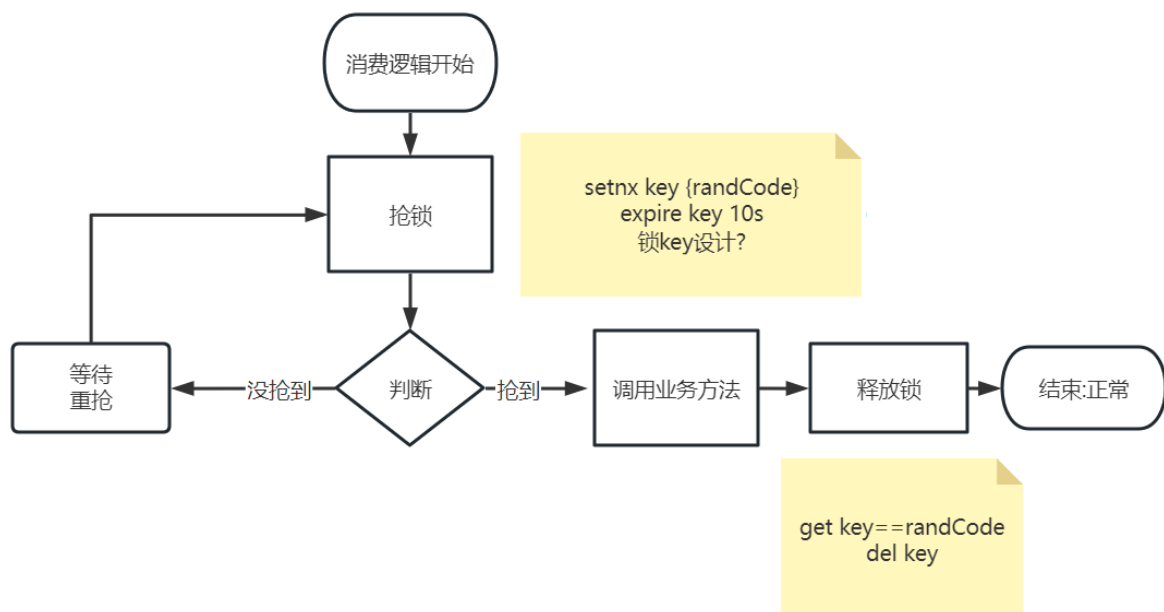 消费逻辑开始
抢锁
setnx key {randCode}
expire key 10s
锁key设计?
等待
重抢
没抢到
判断
抢到
调用业务方法
释放锁
结束:正常
get key==randCode
del key